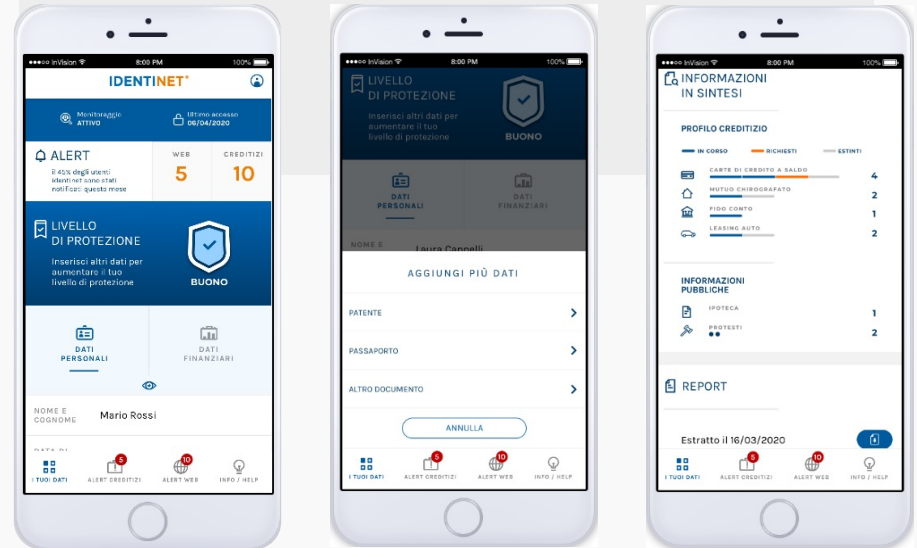 InVision 8:00 PM 100%
IDENTINET
Monitoraggio
ATTIVO
Ultimo
accesso
06/04/
2020
ALERT
Il 45% degli utenti
Identinet sono stati
notificati questo mese
WEB
5
CREDITIZI
10
LIVELLO
DI PROTEZIONE
Inserisci altri dati per
aumentare il tuo
livello di protezione
BUONO
DATI
PERSONALI
DATI
FINANZIARI
NOME E
COGNOME
Mario Rossi
DATA DI
5
10
I TUOI DATI
ALERT CREDITIZI
ALERT WEB
INFO / HELP
InVision 8:00 PM 100%
LIVELLO
DI PROTEZIONE
Inserisci altri dati per
aumentare il tuo
livello di protezione
BUONO
DATI
PERSONALI
DATI
FINANZIARI
NOME E
Laura Cappelli
AGGIUNGI PIÙ DATI
PATENTE
PASSAPORTO
ALTRO DOCUMENTO
ANNULLA
5
10
I TUOI DATI
ALERT CREDITIZI
ALERT WEB
INFO / HELP
InVision 8:00 PM 100%
INFORMAZIONI
IN SINTESI
PROFILO CREDITIZIO
IN CORSO
RICHIESTI
ESTINTI
CARTE DI CREDITO A SALDO
4
MUTUO CHIROGRAFATO
2
FIDO CONTO
1
LEASING AUTO
2
INFORMAZIONI
PUBBLICHE
IPOTECA
1
PROTESTI
2
REPORT
Estratto il 16/03/2020
5
10
I TUOI DATI
ALERT CREDITIZI
ALERT WEB
INFO / HELP